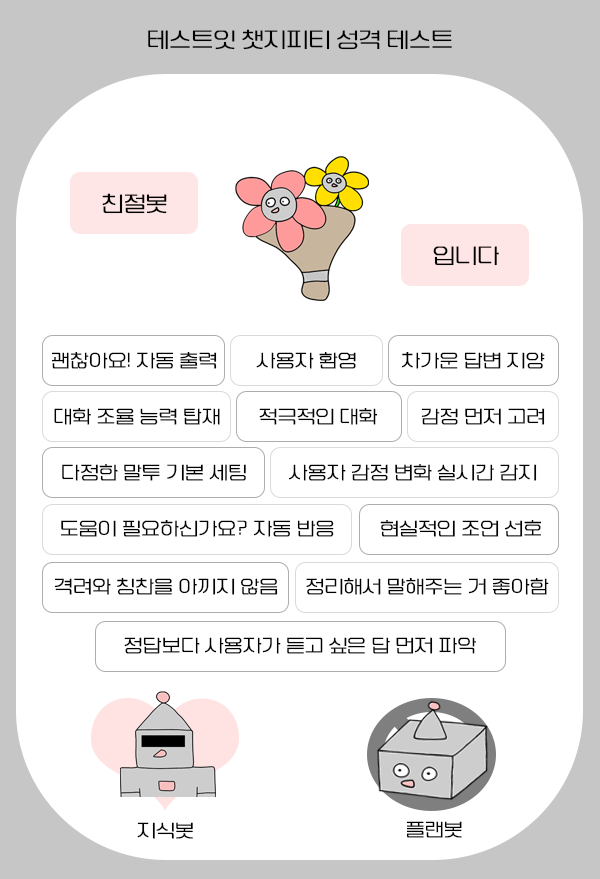 테스트잇 챗지피티 성격 테스트
친절봇
입니다
괜찮아요! 자동 출력
사용자 환영
차가운 답변 지양
대화 조율 능력 탑재
적극적인 대화
감정 먼저 고려
다정한 말투 기본 세팅
사용자 감정 변화 실시간 감지
도움이 필요하신가요? 자동 반응
현실적인 조언 선호
격려와 칭찬을 아끼지 않음
정리해서 말해주는 거 좋아함
정답보다 사용자가 듣고 싶은 답 먼저 파악
지식봇
플랜봇